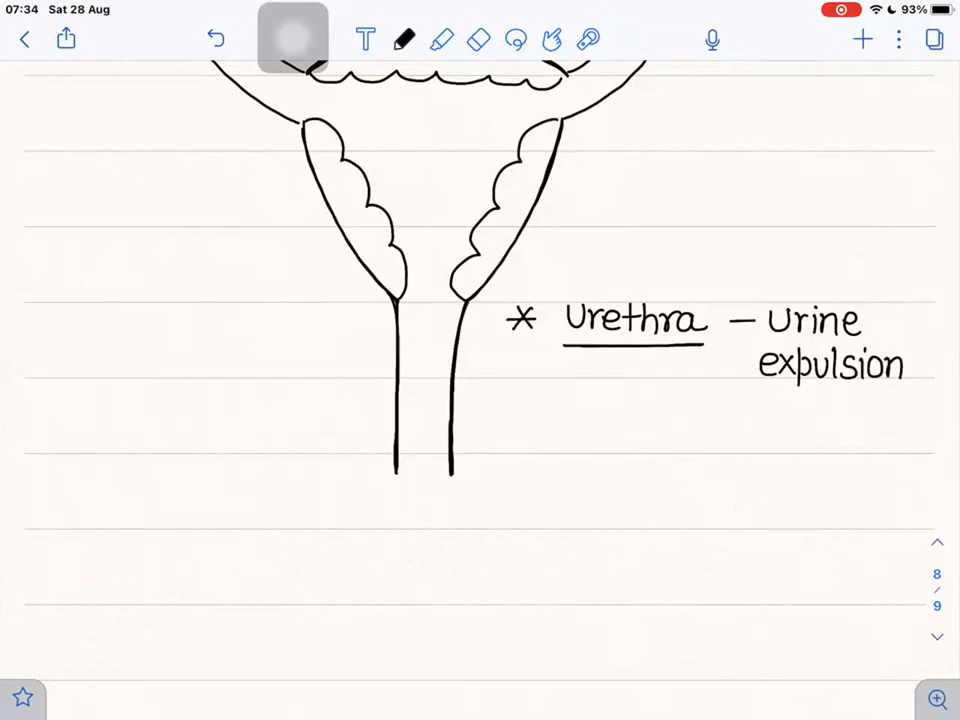 07:34 Sat 28 Aug
93%
* Urethra – Urine
expulsion
8
/
9